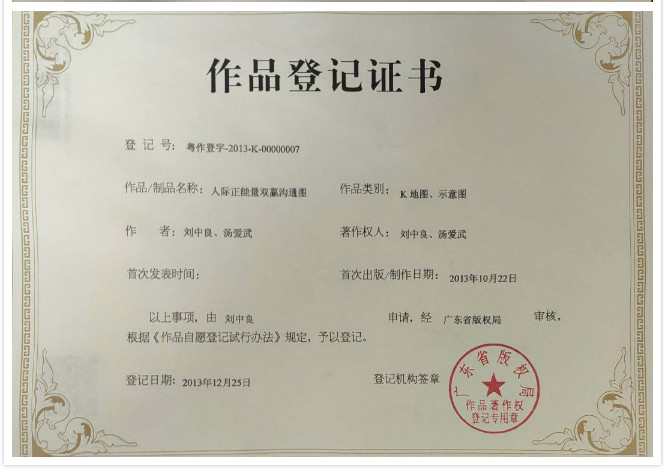 作品登记证书
登 记 号：粤作登字-2013-K-00000007
作品/制品名称：人际正能量双赢沟通图 作品类别：K 地图、示意图
作 者：刘中良、汤爱武 著作权人：刘中良、汤爱武
首次发表时间： 首次出版/制作日期：2013年10月22日
以上事项，由 刘中良 申请，经 广东省版权局 审核，
根据《作品自愿登记试行办法》规定，予以登记。
登记日期：2013年12月25日 登记机构签章
广东省版权局
作品著作权
登记专用章